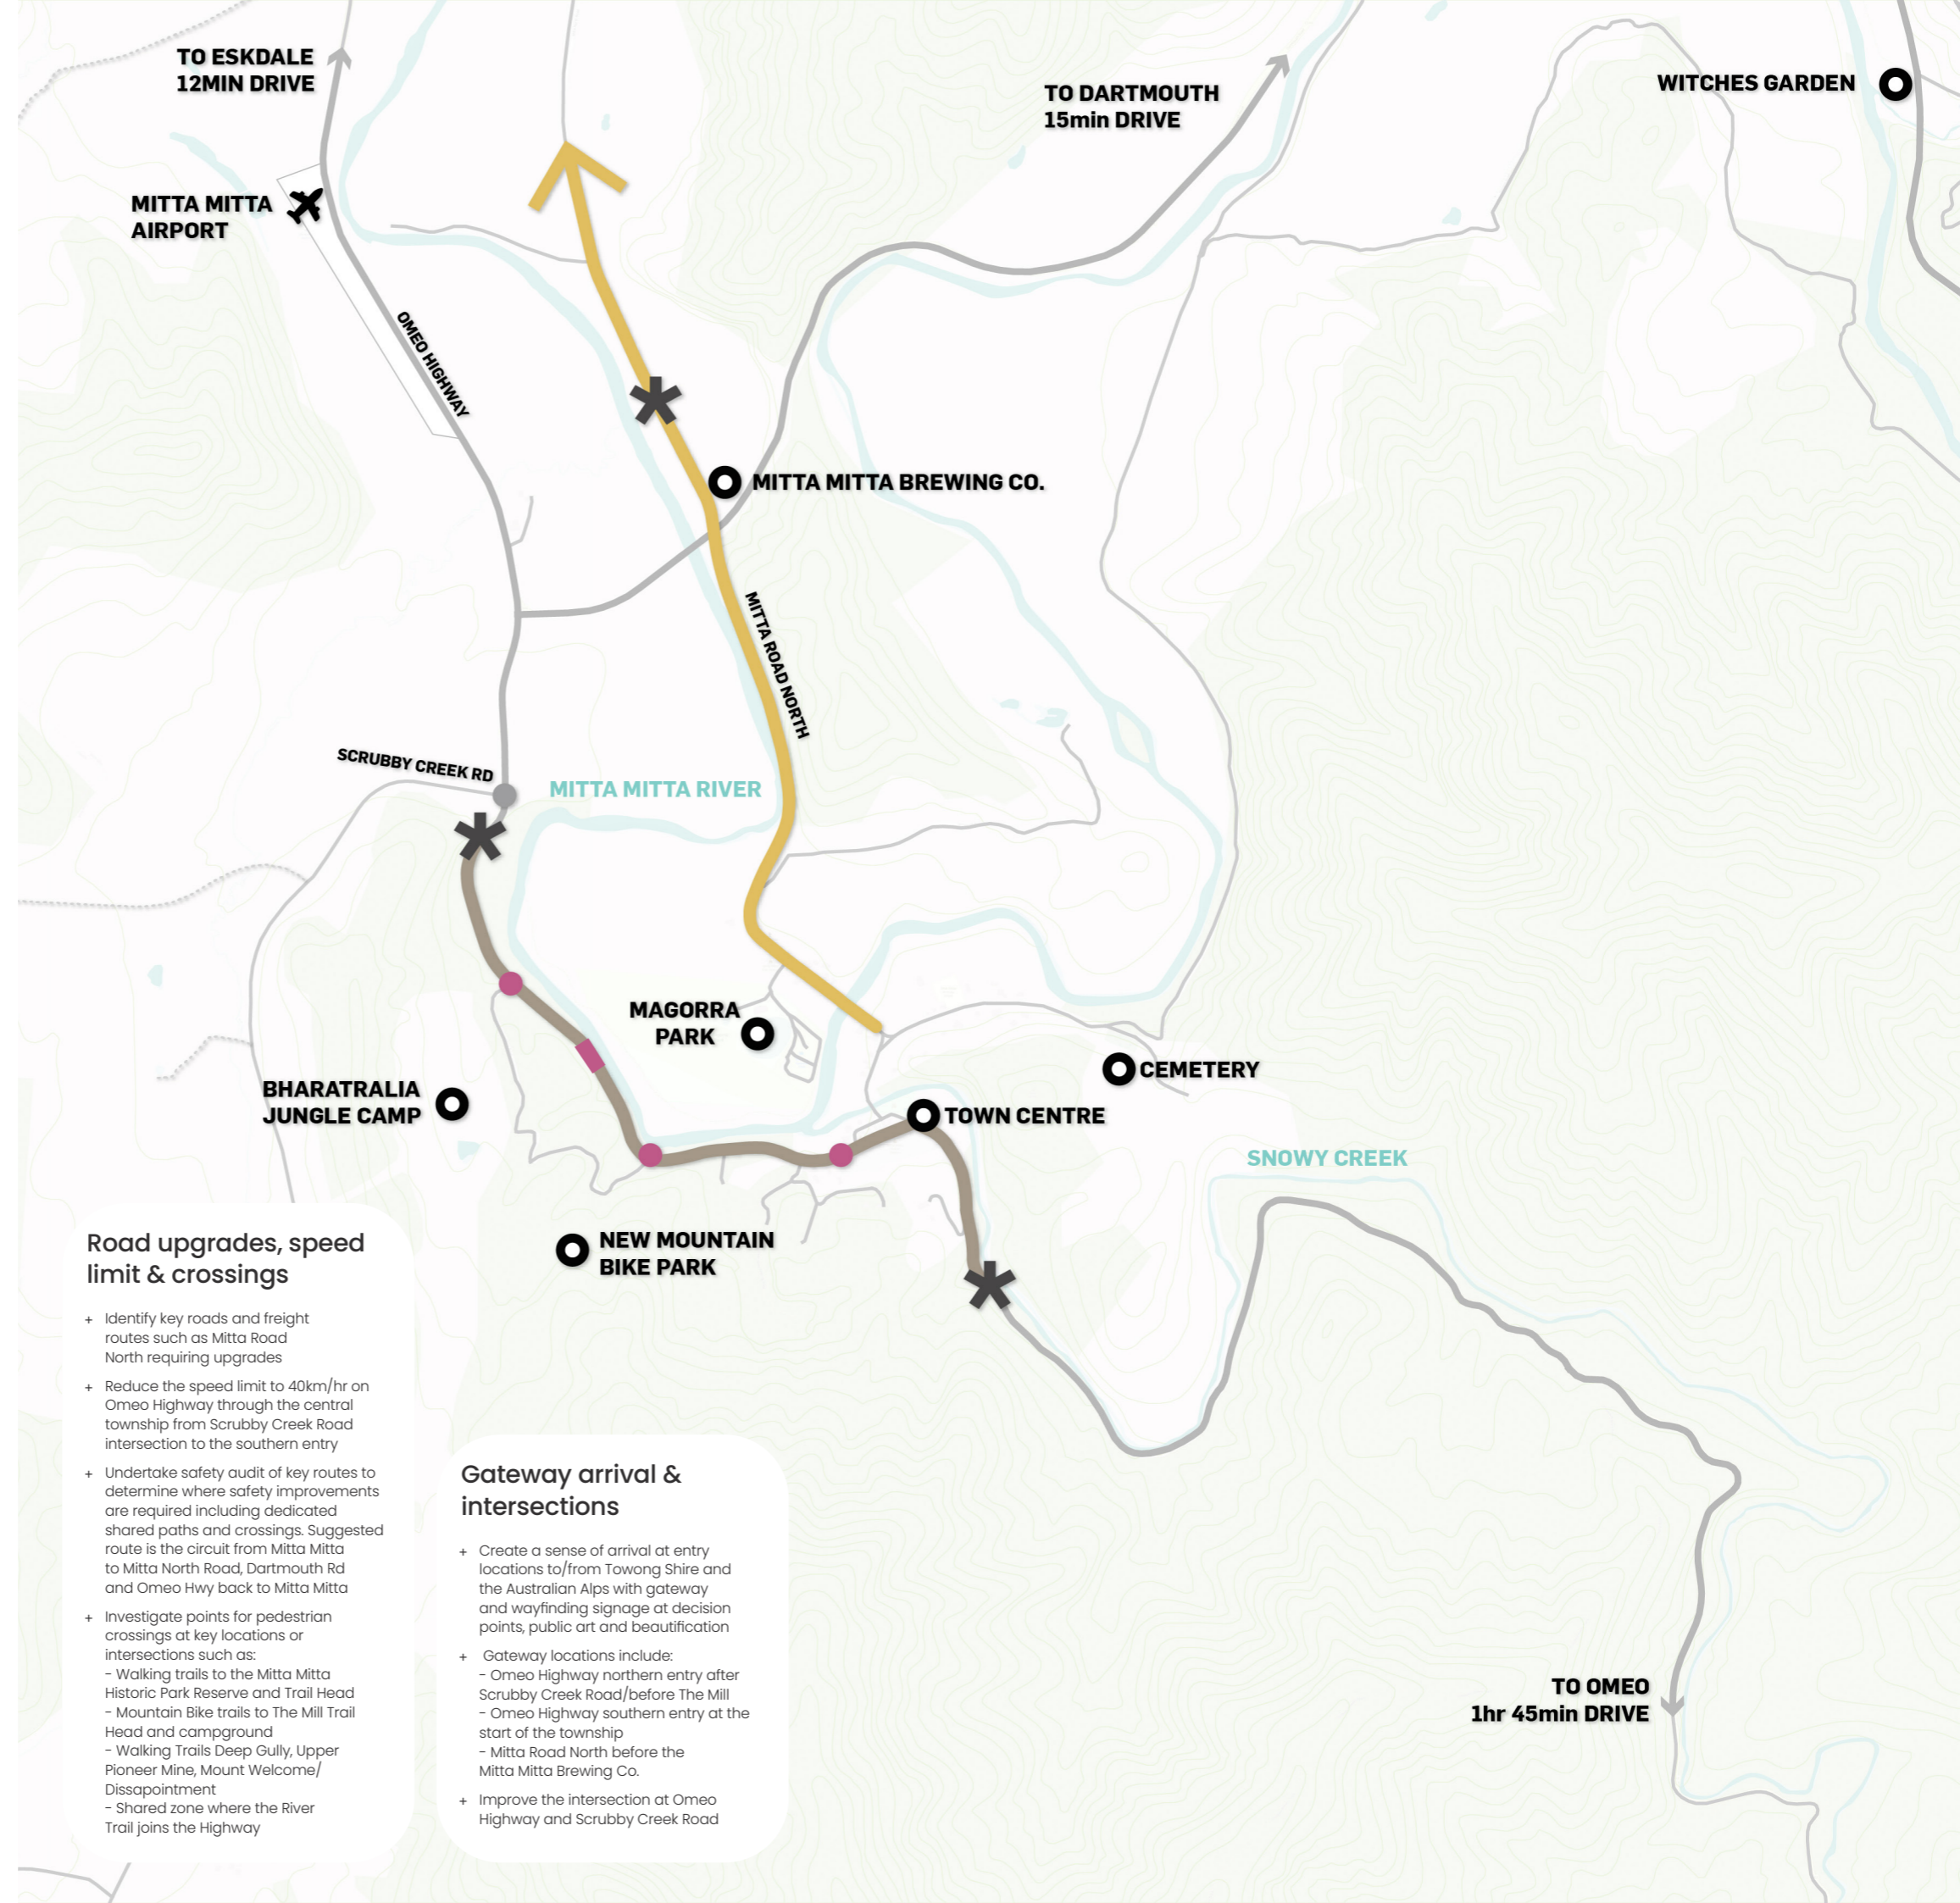 TO ESKDALE
12MIN DRIVE
TO DARTMOUTH
15min DRIVE
WITCHES GARDEN
MITTA MITTA
AIRPORT
OMEO HIGHWAY
MITTA MITTA BREWING CO.
MITTA ROAD NORTH
SCRUBBY CREEK RD
MITTA MITTA RIVER
MAGORRA
PARK
CEMETERY
BHARATRALIA
JUNGLE CAMP
TOWN CENTRE
SNOWY CREEK
NEW MOUNTAIN
BIKE PARK
TO OMEO
1hr 45min DRIVE
Road upgrades, speed
limit & crossings
+ Identify key roads and freight
routes such as Mitta Road
North requiring upgrades
+ Reduce the speed limit to 40km/hr on
Omeo Highway through the central
township from Scrubby Creek Road
intersection to the southern entry
+ Undertake safety audit of key routes to
determine where safety improvements
are required including dedicated
shared paths and crossings. Suggested
route is the circuit from Mitta Mitta
to Mitta North Road, Dartmouth Rd
and Omeo Hwy back to Mitta Mitta
+ Investigate points for pedestrian
crossings at key locations or
intersections such as:
- Walking trails to the Mitta Mitta
Historic Park Reserve and Trail Head
- Mountain Bike trails to The Mill Trail
Head and campground
- Walking Trails Deep Gully, Upper
Pioneer Mine, Mount Welcome/
Dissapointment
- Shared zone where the River
Trail joins the Highway
Gateway arrival &
intersections
+ Create a sense of arrival at entry
locations to/from Towong Shire and
the Australian Alps with gateway
and wayfinding signage at decision
points, public art and beautification
+ Gateway locations include:
- Omeo Highway northern entry after
Scrubby Creek Road/before The Mill
- Omeo Highway southern entry at the
start of the township
- Mitta Road North before the
Mitta Mitta Brewing Co.
+ Improve the intersection at Omeo
Highway and Scrubby Creek Road